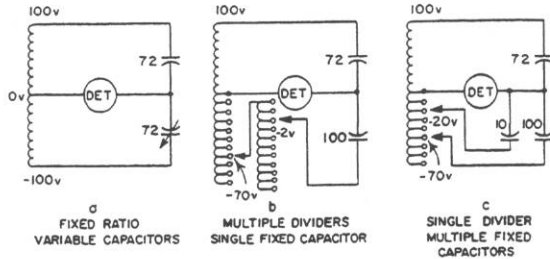 100v
72
0v
DET
72
-100v
a
FIXED RATIO
VARIABLE CAPACITORS
100v
72
DET
-2v
100
-70v
b
MULTIPLE DIVIDERS
SINGLE FIXED CAPACITOR
100v
72
DET
-20v
10
100
-70v
c
SINGLE DIVIDER
MULTIPLE FIXED
CAPACITORS